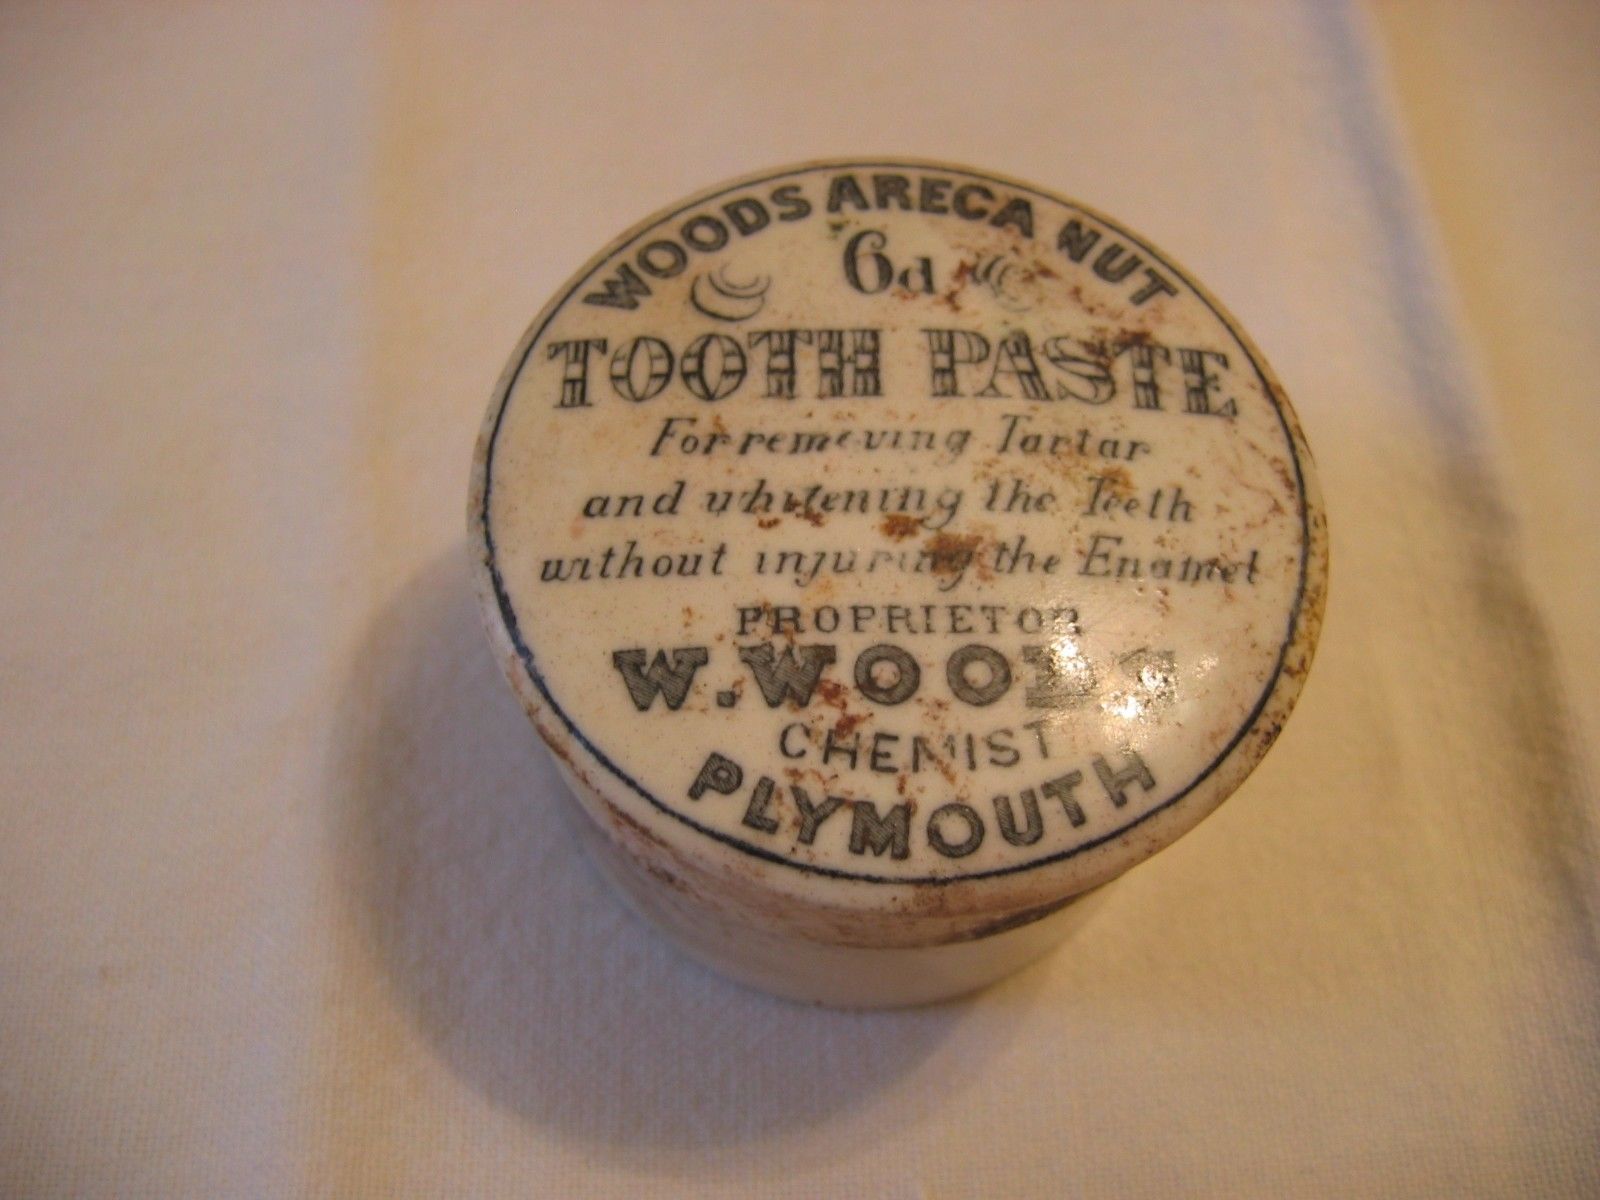 WOODS ARECA NUT
6d
TOOTH PASTE
For removing Tartar
and whitening the Teeth
without injuring the Enamel
PROPRIETOR
W. WOODS
CHEMIST
PLYMOUTH